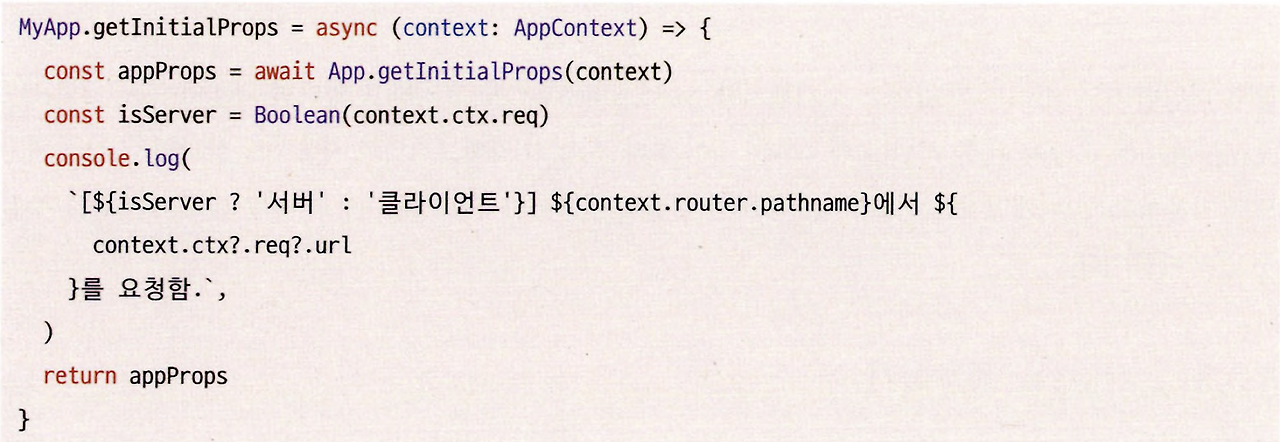 MyApp.getInitialProps = async (context: AppContext) => {
  const appProps = await App.getInitialProps(context)
  const isServer = Boolean(context.ctx.req)
  console.log(
    `[${isServer ? '서버' : '클라이언트'}] ${context.router.pathname}에서 ${
      context.ctx?.req?.url
    }를 요청함.`,
  )
  return appProps
}